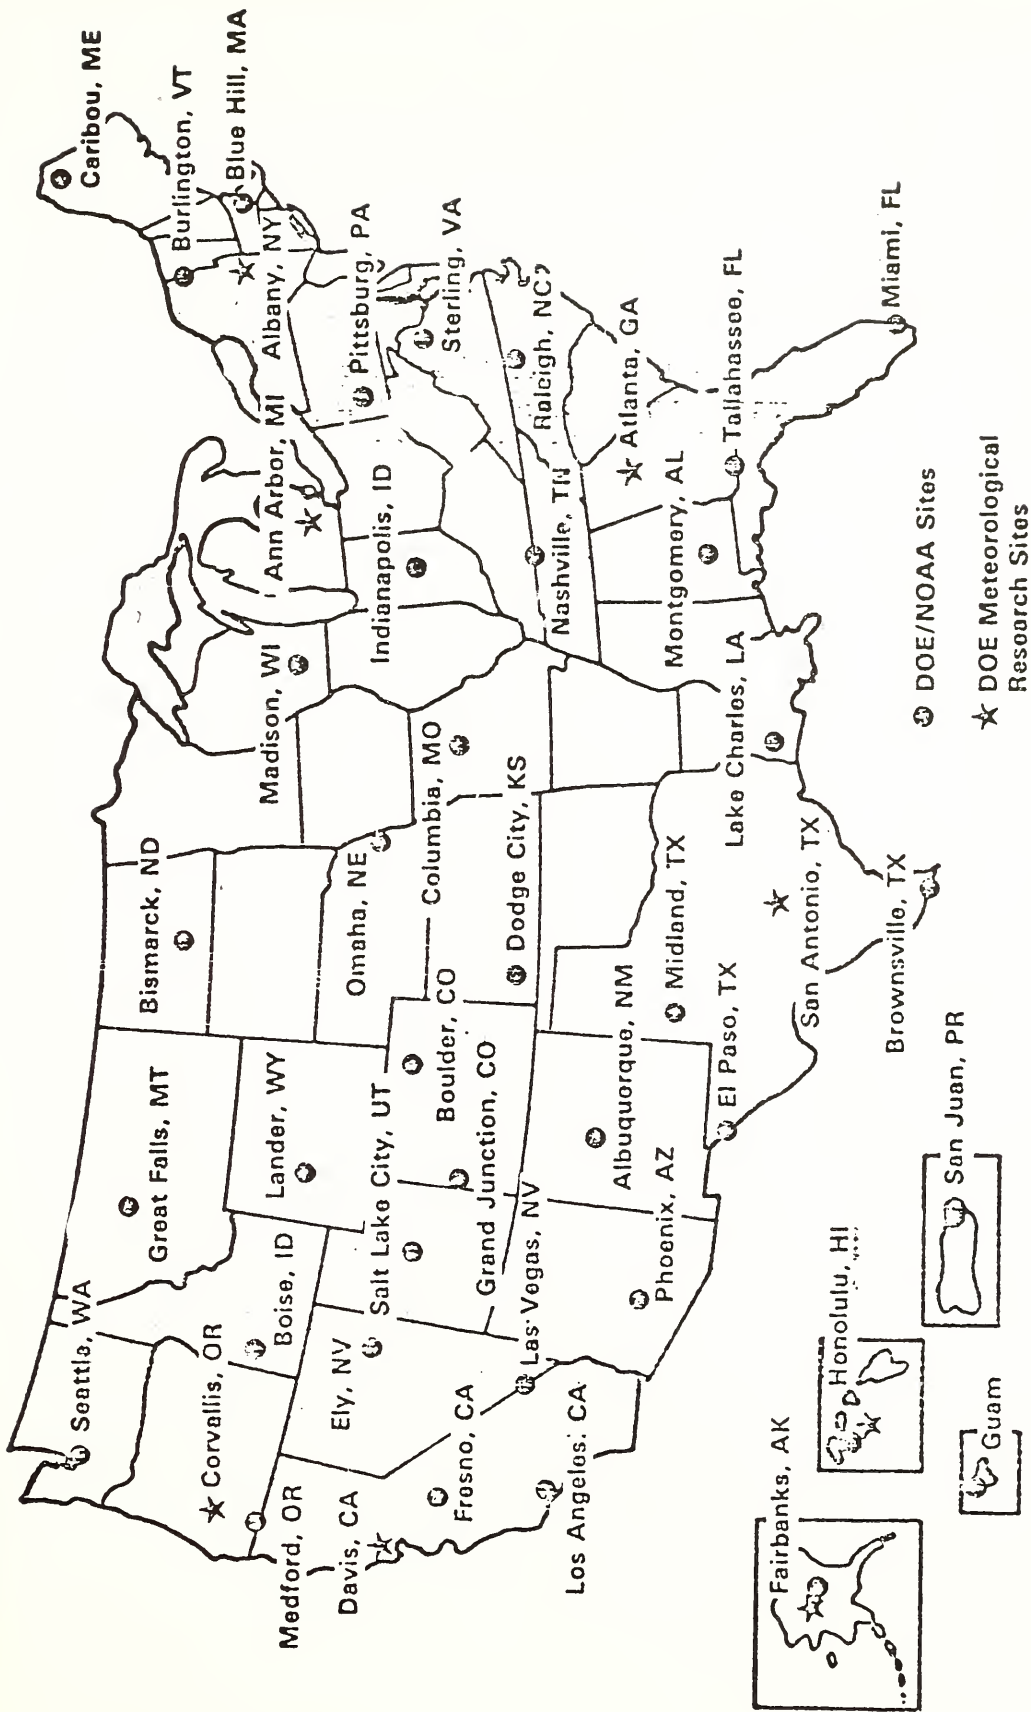 Seattla, WA
Great Falls, MT
Bismarck, ND
Caribou, ME
Burlington, VT
Blue Hill, MA
Corvallis, OR
Boise, ID
Lander, WY
Madison, WI
Ann Arbor, MI
Albany, NY
Medford, OR
Ely, NV
Salt Lake City, UT
Omaha, NE
Indianapolis, ID
Pittsburg, PA
Davis, CA
Fresno, CA
Grand Junction, CO
Boulder, CO
Columbia, MO
Sterling, VA
Las Vegas, NV
Dodge City, KS
Nashville, TN
Raleigh, NC
Los Angeles, CA
Phoenix, AZ
Albuquorque, NM
Midland, TX
Montgomery, AL
Atlanta, GA
El Paso, TX
San Antonio, TX
Lake Charles, LA
Tallahassee, FL
Brownsville, TX
Miami, FL
Fairbanks, AK
Honolulu, HI
San Juan, PR
Guam
DOE/NOAA Sites
DOE Meteorological
Research Sites